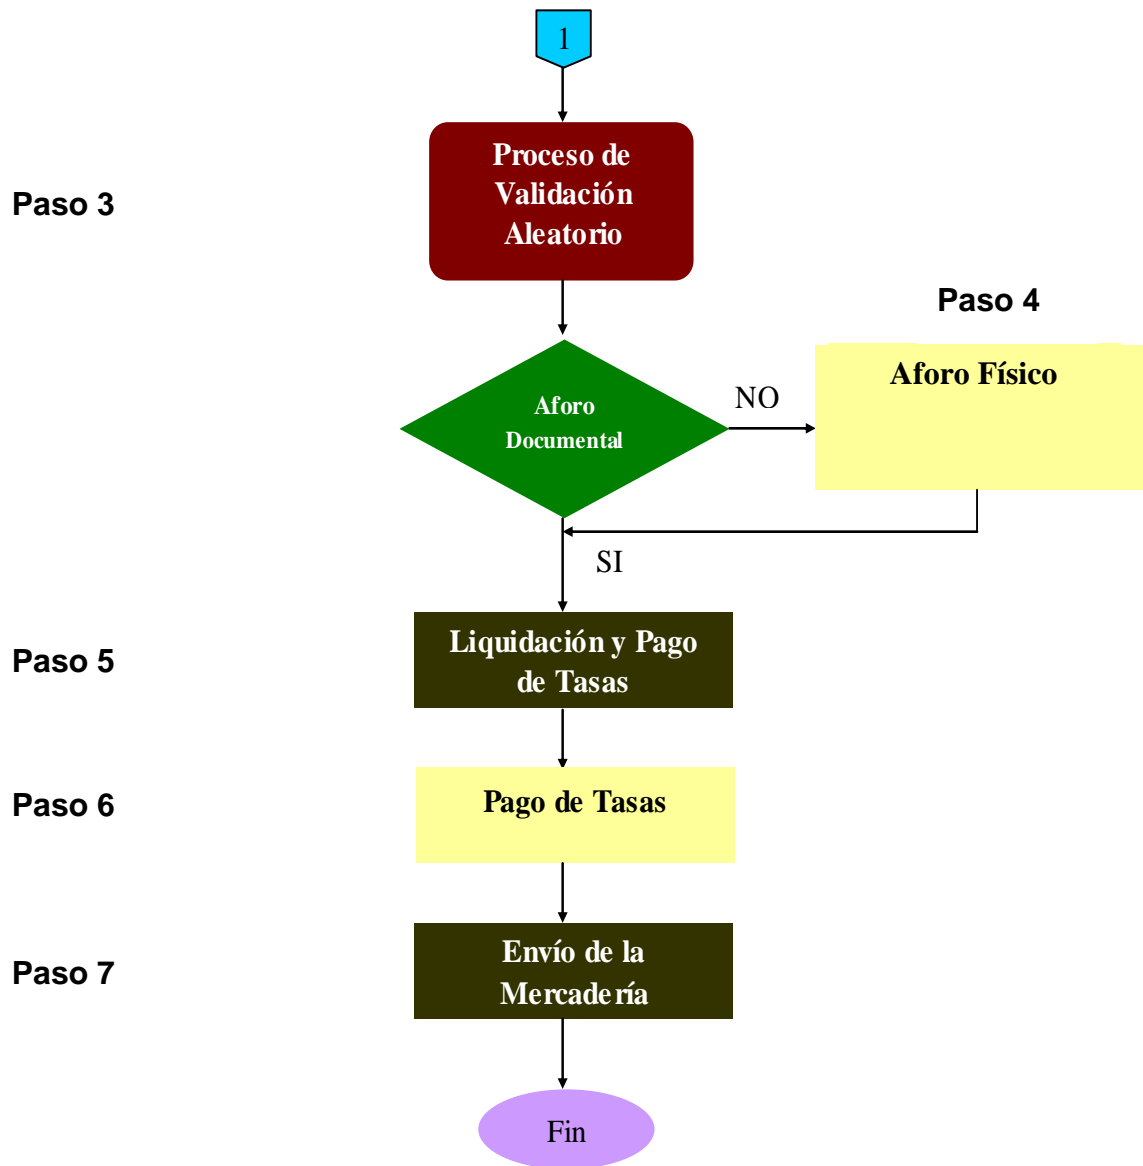 1
Proceso de
Validación
Aleatorio
Paso 3
Paso 4
Aforo Físico
Aforo
Documental
NO
SI
Liquidación y Pago
de Tasas
Paso 5
Pago de Tasas
Paso 6
Envío de la
Mercadería
Paso 7
Fin